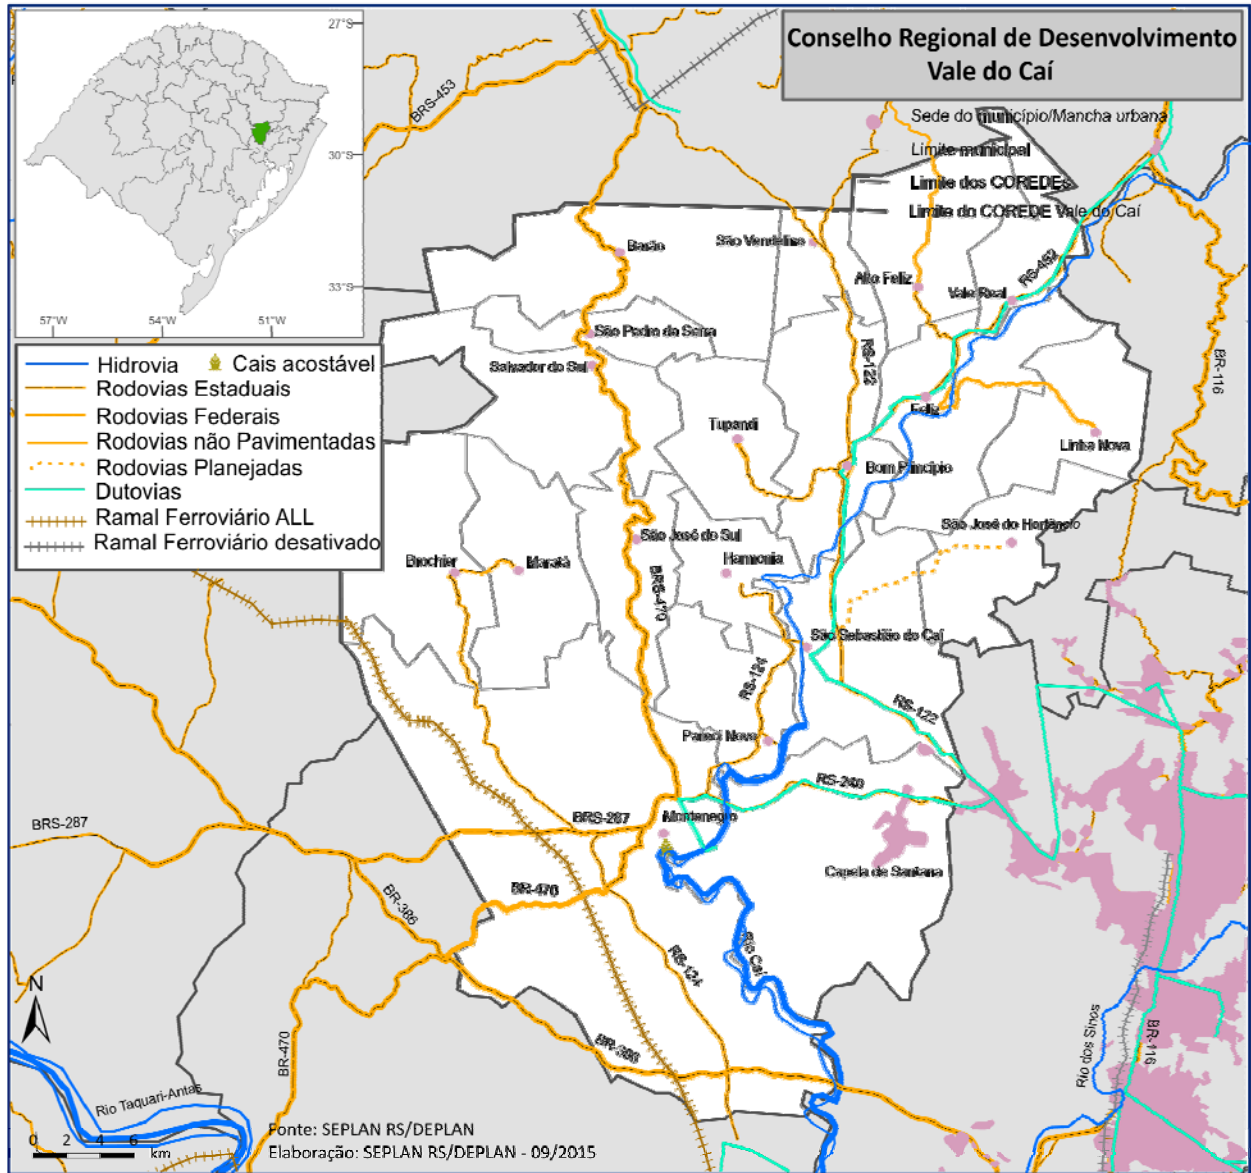 Conselho Regional de Desenvolvimento
Vale do Caí
Sede do município/Mancha urbana
Limite municipal
Limite dos COREDEs
Limite do COREDE Vale do Caí
27°S
30°S
33°S
57°W
54°W
51°W
Hidrovia
Cais acostável
Rodovias Estaduais
Rodovias Federais
Rodovias não Pavimentadas
Rodovias Planejadas
Dutovias
Ramal Ferroviário ALL
Ramal Ferroviário desativado
BRS-453
Barão
São Vendelino
Alto Feliz
Vale Real
RS-452
São Pedro da Serra
Salvador do Sul
RS-122
BR-116
Feliz
Tupandi
Linha Nova
Bom Princípio
São José do Hortêncio
São José do Sul
Harmonia
Brochier
Maratá
BRS-470
São Sebastião do Caí
RS-124
RS-122
Pareci Novo
RS-240
BRS-287
BRS-287
Montenegro
Capela de Santana
BR-470
BR-386
Rio Caí
RS-124
BR-470
BR-386
Rio dos Sinos
BR-116
Rio Taquari-Antas
N
0 2 4 6
km
Fonte: SEPLAN RS/DEPLAN
Elaboração: SEPLAN RS/DEPLAN - 09/2015